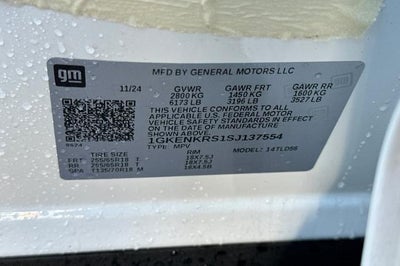 gm
MFD BY GENERAL MOTORS LLC
11/24 GVWR GAWR FRT GAWR RR
2800 KG 1450 KG 1600 KG
6173 LB 3196 LB 3527 LB
THIS VEHICLE CONFORMS TO ALL
APPLICABLE U.S. FEDERAL MOTOR
VEHICLE SAFETY STANDARDS IN EFFECT
ON THE DATE OF MANUFACTURE SHOWN ABOVE.
1GKENKRS1SJ137554
TYPE: MPV MODEL: 14TLD56
TIRE SIZE RIM
FRT 255/65R18 T 18X7.5J
RR 255/65R18 T 18X7.5J
SPA T135/70R18 M 18X4.5B